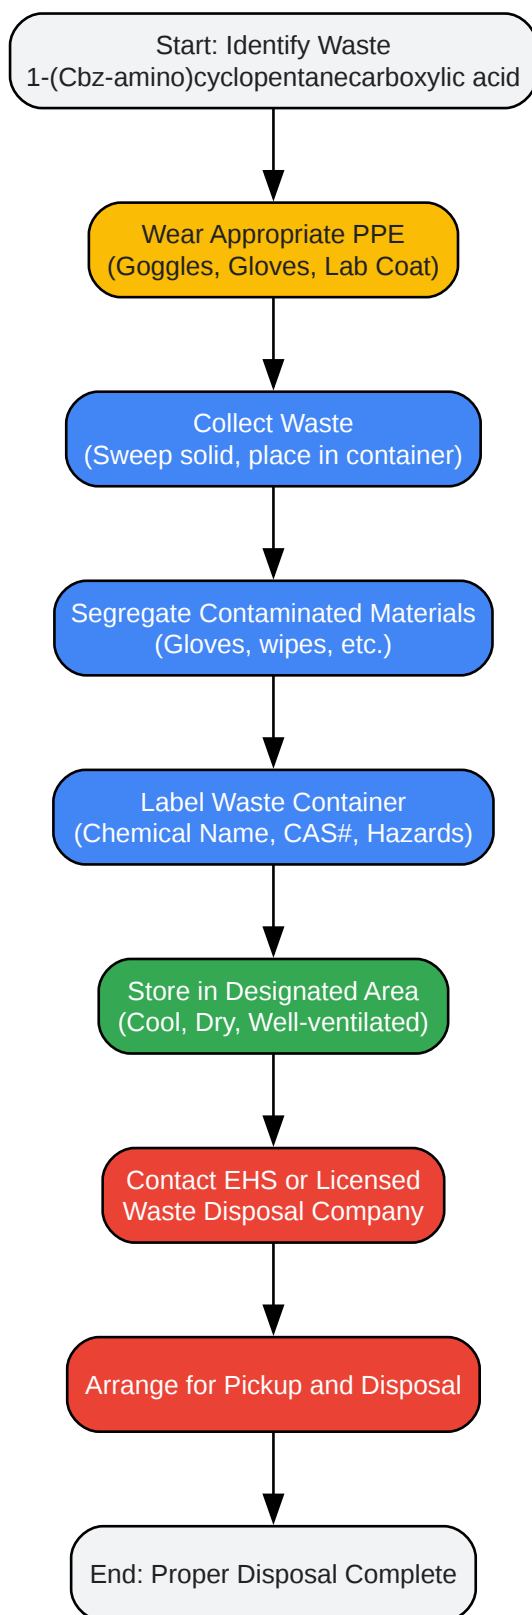 Start: Identify Waste
1-(Cbz-amino)cyclopentanecarboxylic acid
Wear Appropriate PPE
(Goggles, Gloves, Lab Coat)
Collect Waste
(Sweep solid, place in container)
Segregate Contaminated Materials
(Gloves, wipes, etc.)
Label Waste Container
(Chemical Name, CAS#, Hazards)
Store in Designated Area
(Cool, Dry, Well-ventilated)
Contact EHS or Licensed
Waste Disposal Company
Arrange for Pickup and Disposal
End: Proper Disposal Complete